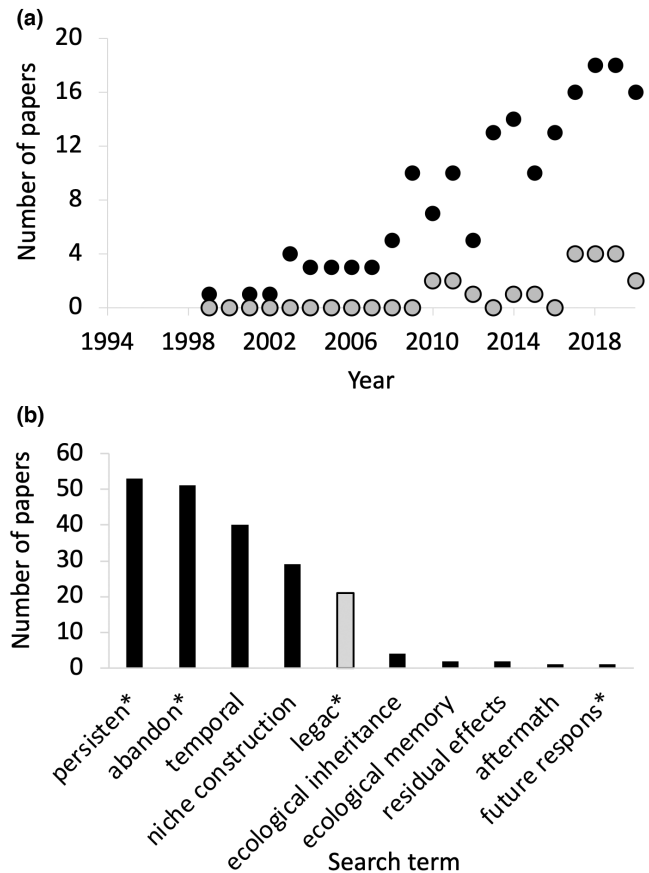 (a)
20
16
12
8
4
0
Number of papers
1994 1998 2002 2006 2010 2014 2018
Year
(b)
60
50
40
30
20
10
0
Number of papers
persisten*
abandon*
temporal
niche construction
legac*
ecological inheritance
ecological memory
residual effects
aftermath
future respons*
Search term